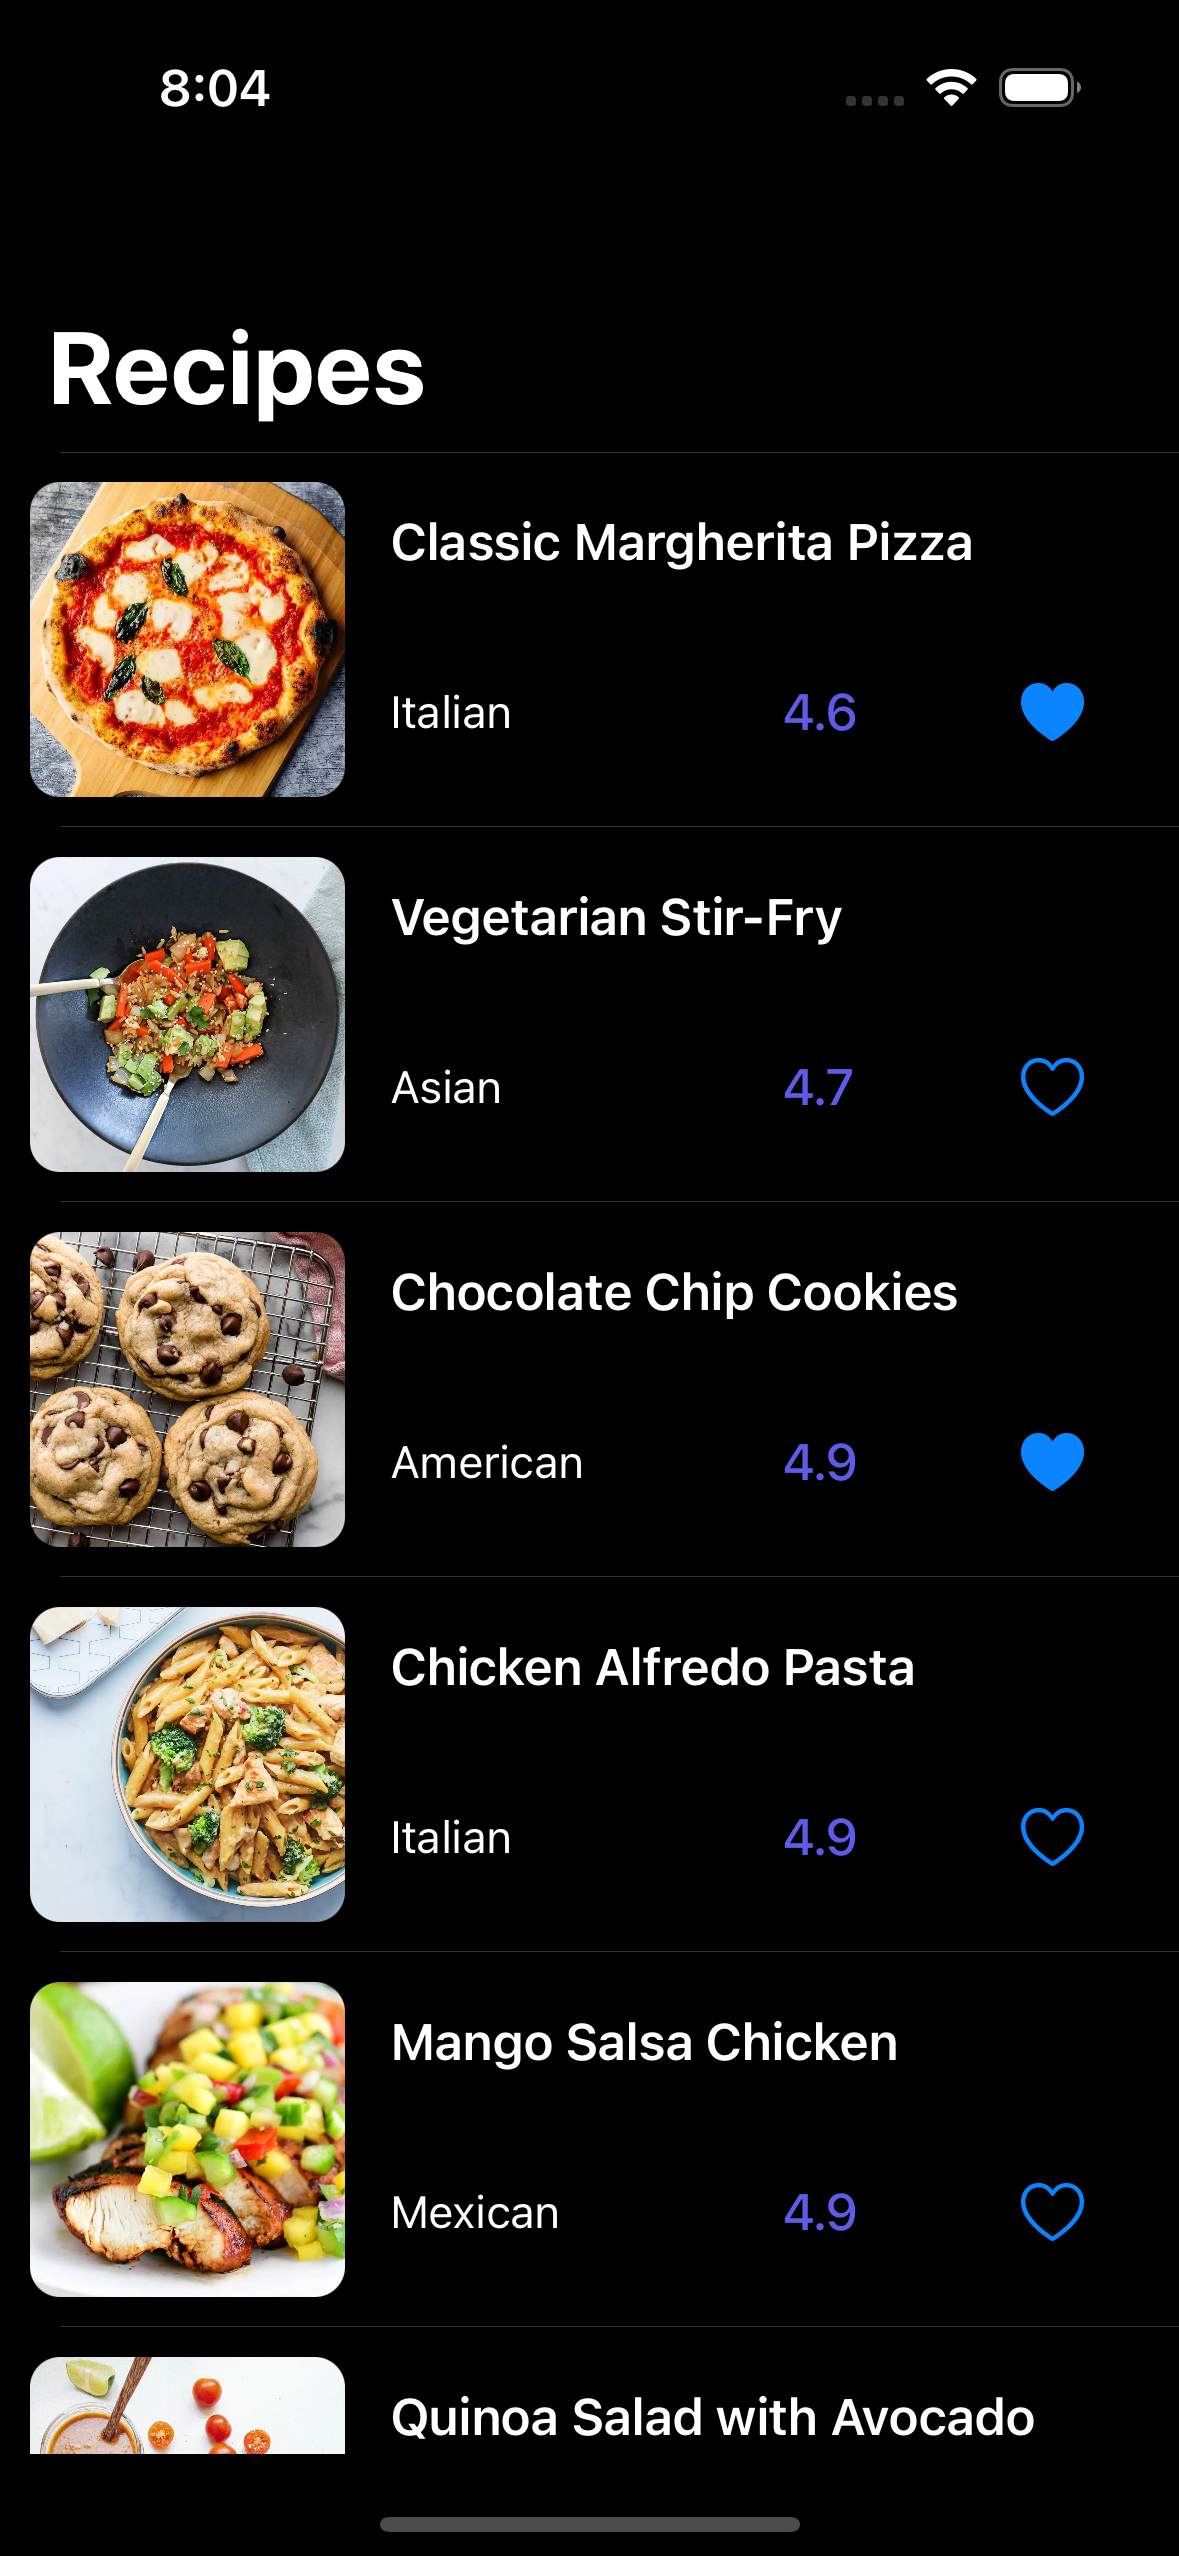 8:04
Recipes
Classic Margherita Pizza
Italian 4.6
Vegetarian Stir-Fry
Asian 4.7
Chocolate Chip Cookies
American 4.9
Chicken Alfredo Pasta
Italian 4.9
Mango Salsa Chicken
Mexican 4.9
Quinoa Salad with Avocado